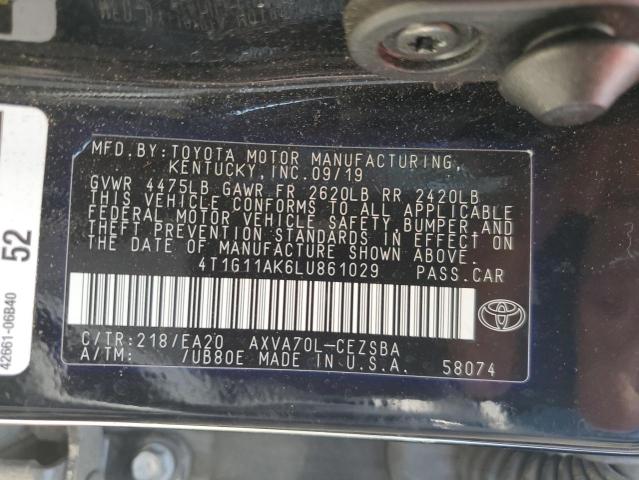 MFD. BY: TOYOTA MOTOR MANUFACTURING,
KENTUCKY, INC. 09/19
GVWR 4475LB GAWR FR 2620LB RR 2420LB
THIS VEHICLE CONFORMS TO ALL APPLICABLE
FEDERAL MOTOR VEHICLE SAFETY, BUMPER, AND
THEFT PREVENTION STANDARDS IN EFFECT ON
THE DATE OF MANUFACTURE SHOWN ABOVE.
4T1G11AK6LU861029 PASS. CAR
C/TR: 218/EA20 AXVA70L-CEZSBA
A/TM: 7UB80E MADE IN U.S.A. 58074
52
42661-06B40